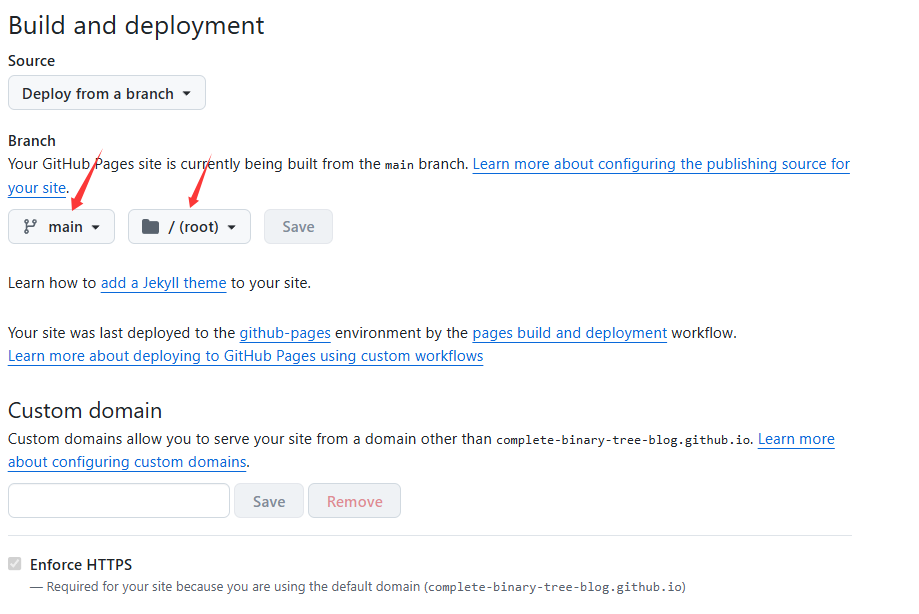 Build and deployment
Source
Deploy from a branch
Branch
Your GitHub Pages site is currently being built from the main branch. Learn more about configuring the publishing source for
your site.
main
/ (root)
Save
Learn how to add a Jekyll theme to your site.
Your site was last deployed to the github-pages environment by the pages build and deployment workflow.
Learn more about deploying to GitHub Pages using custom workflows
Custom domain
Custom domains allow you to serve your site from a domain other than complete-binary-tree-blog.github.io. Learn more
about configuring custom domains.
Save
Remove
Enforce HTTPS
— Required for your site because you are using the default domain (complete-binary-tree-blog.github.io)